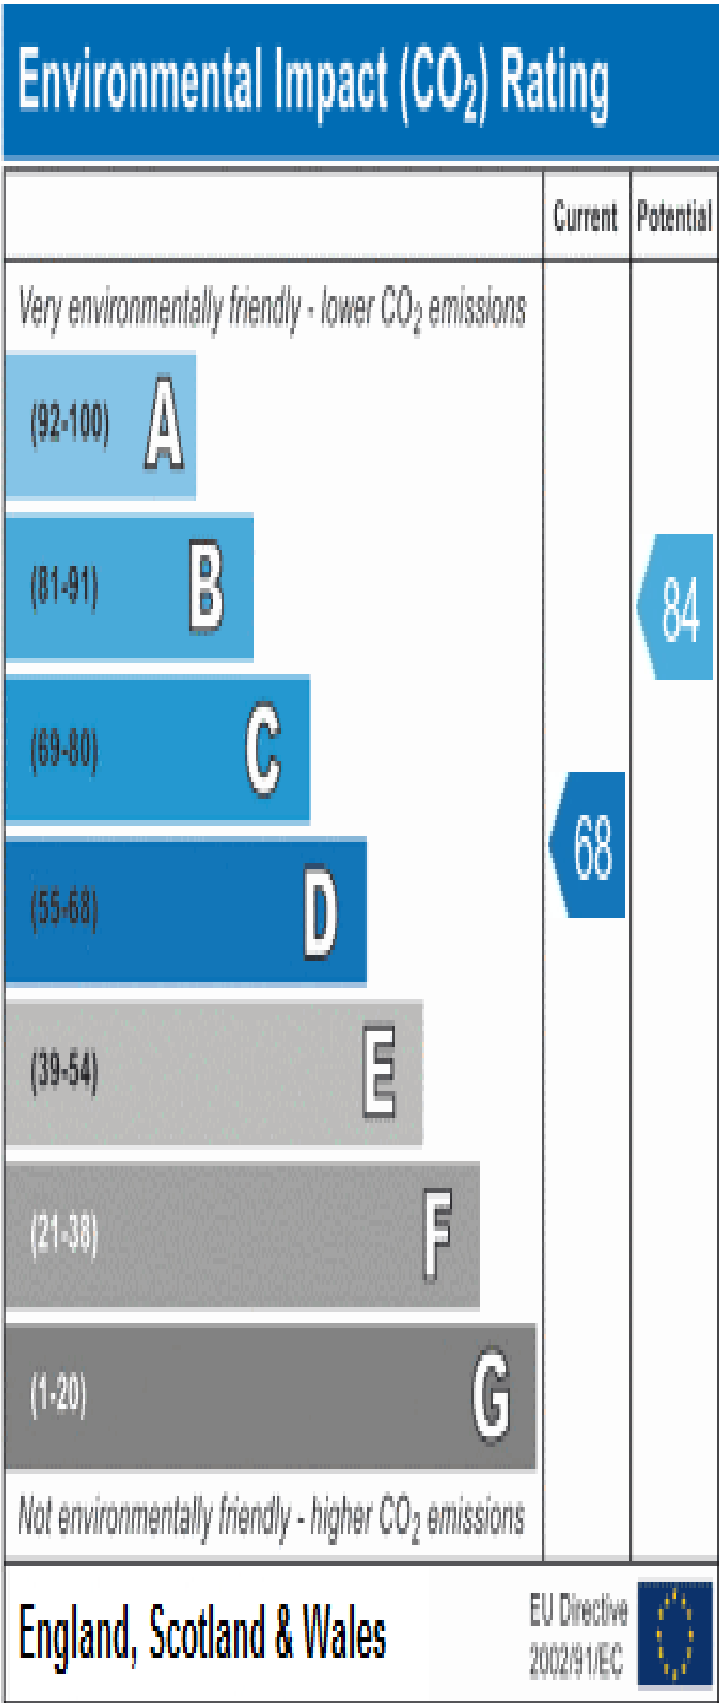 Environmental Impact (CO₂) Rating
Current Potential
Very environmentally friendly - lower CO₂ emissions
(92-100) A
(81-91) B
84
(69-80) C
68
(55-68) D
(39-54) E
(21-38) F
(1-20) G
Not environmentally friendly - higher CO₂ emissions
England, Scotland & Wales
EU Directive
2002/91/EC